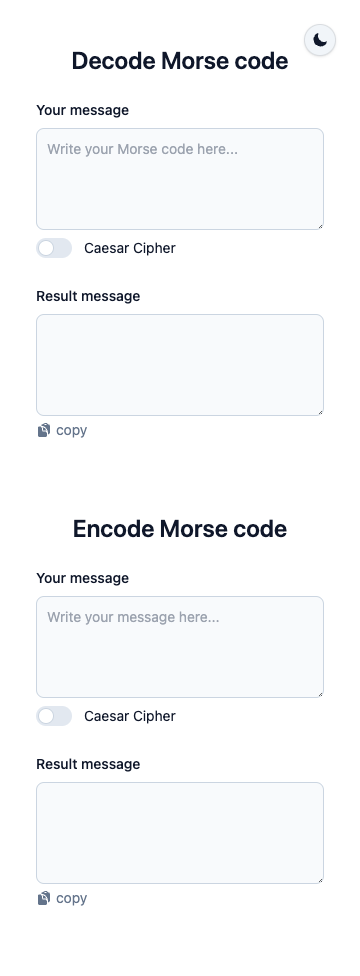 Decode Morse code
Your message
Write your Morse code here...
Caesar Cipher
Result message
copy
Encode Morse code
Your message
Write your message here...
Caesar Cipher
Result message
copy